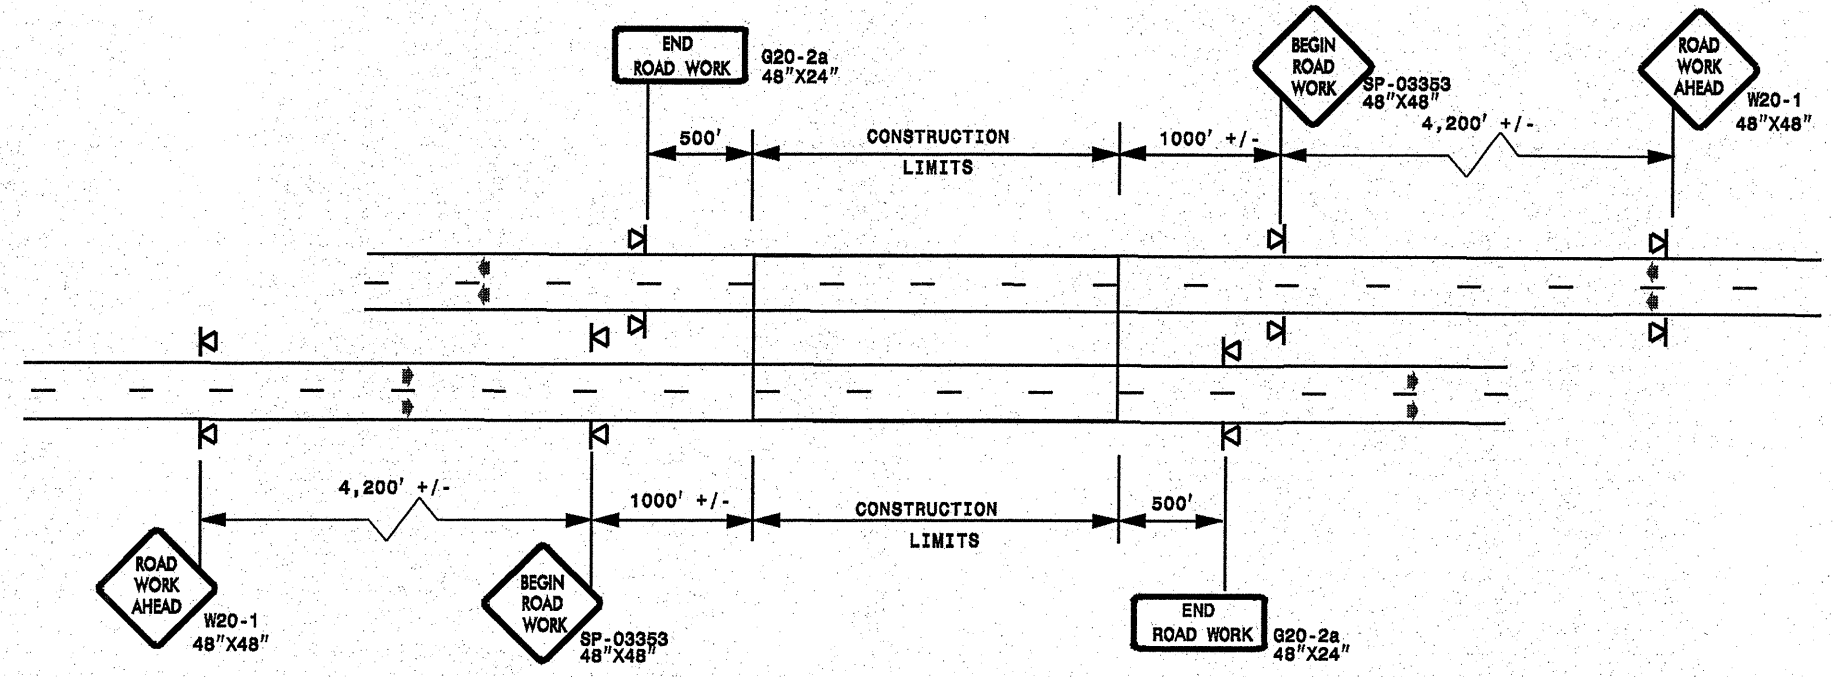 END
ROAD WORK
G20-2a
48"X24"
BEGIN
ROAD
WORK
SP-03353
48"X48"
ROAD
WORK
AHEAD
W20-1
48"X48"
500'
CONSTRUCTION
LIMITS
1000' +/-
4,200' +/-
4,200' +/-
1000' +/-
CONSTRUCTION
LIMITS
500'
ROAD
WORK
AHEAD
W20-1
48"X48"
BEGIN
ROAD
WORK
SP-03353
48"X48"
END
ROAD WORK
G20-2a
48"X24"